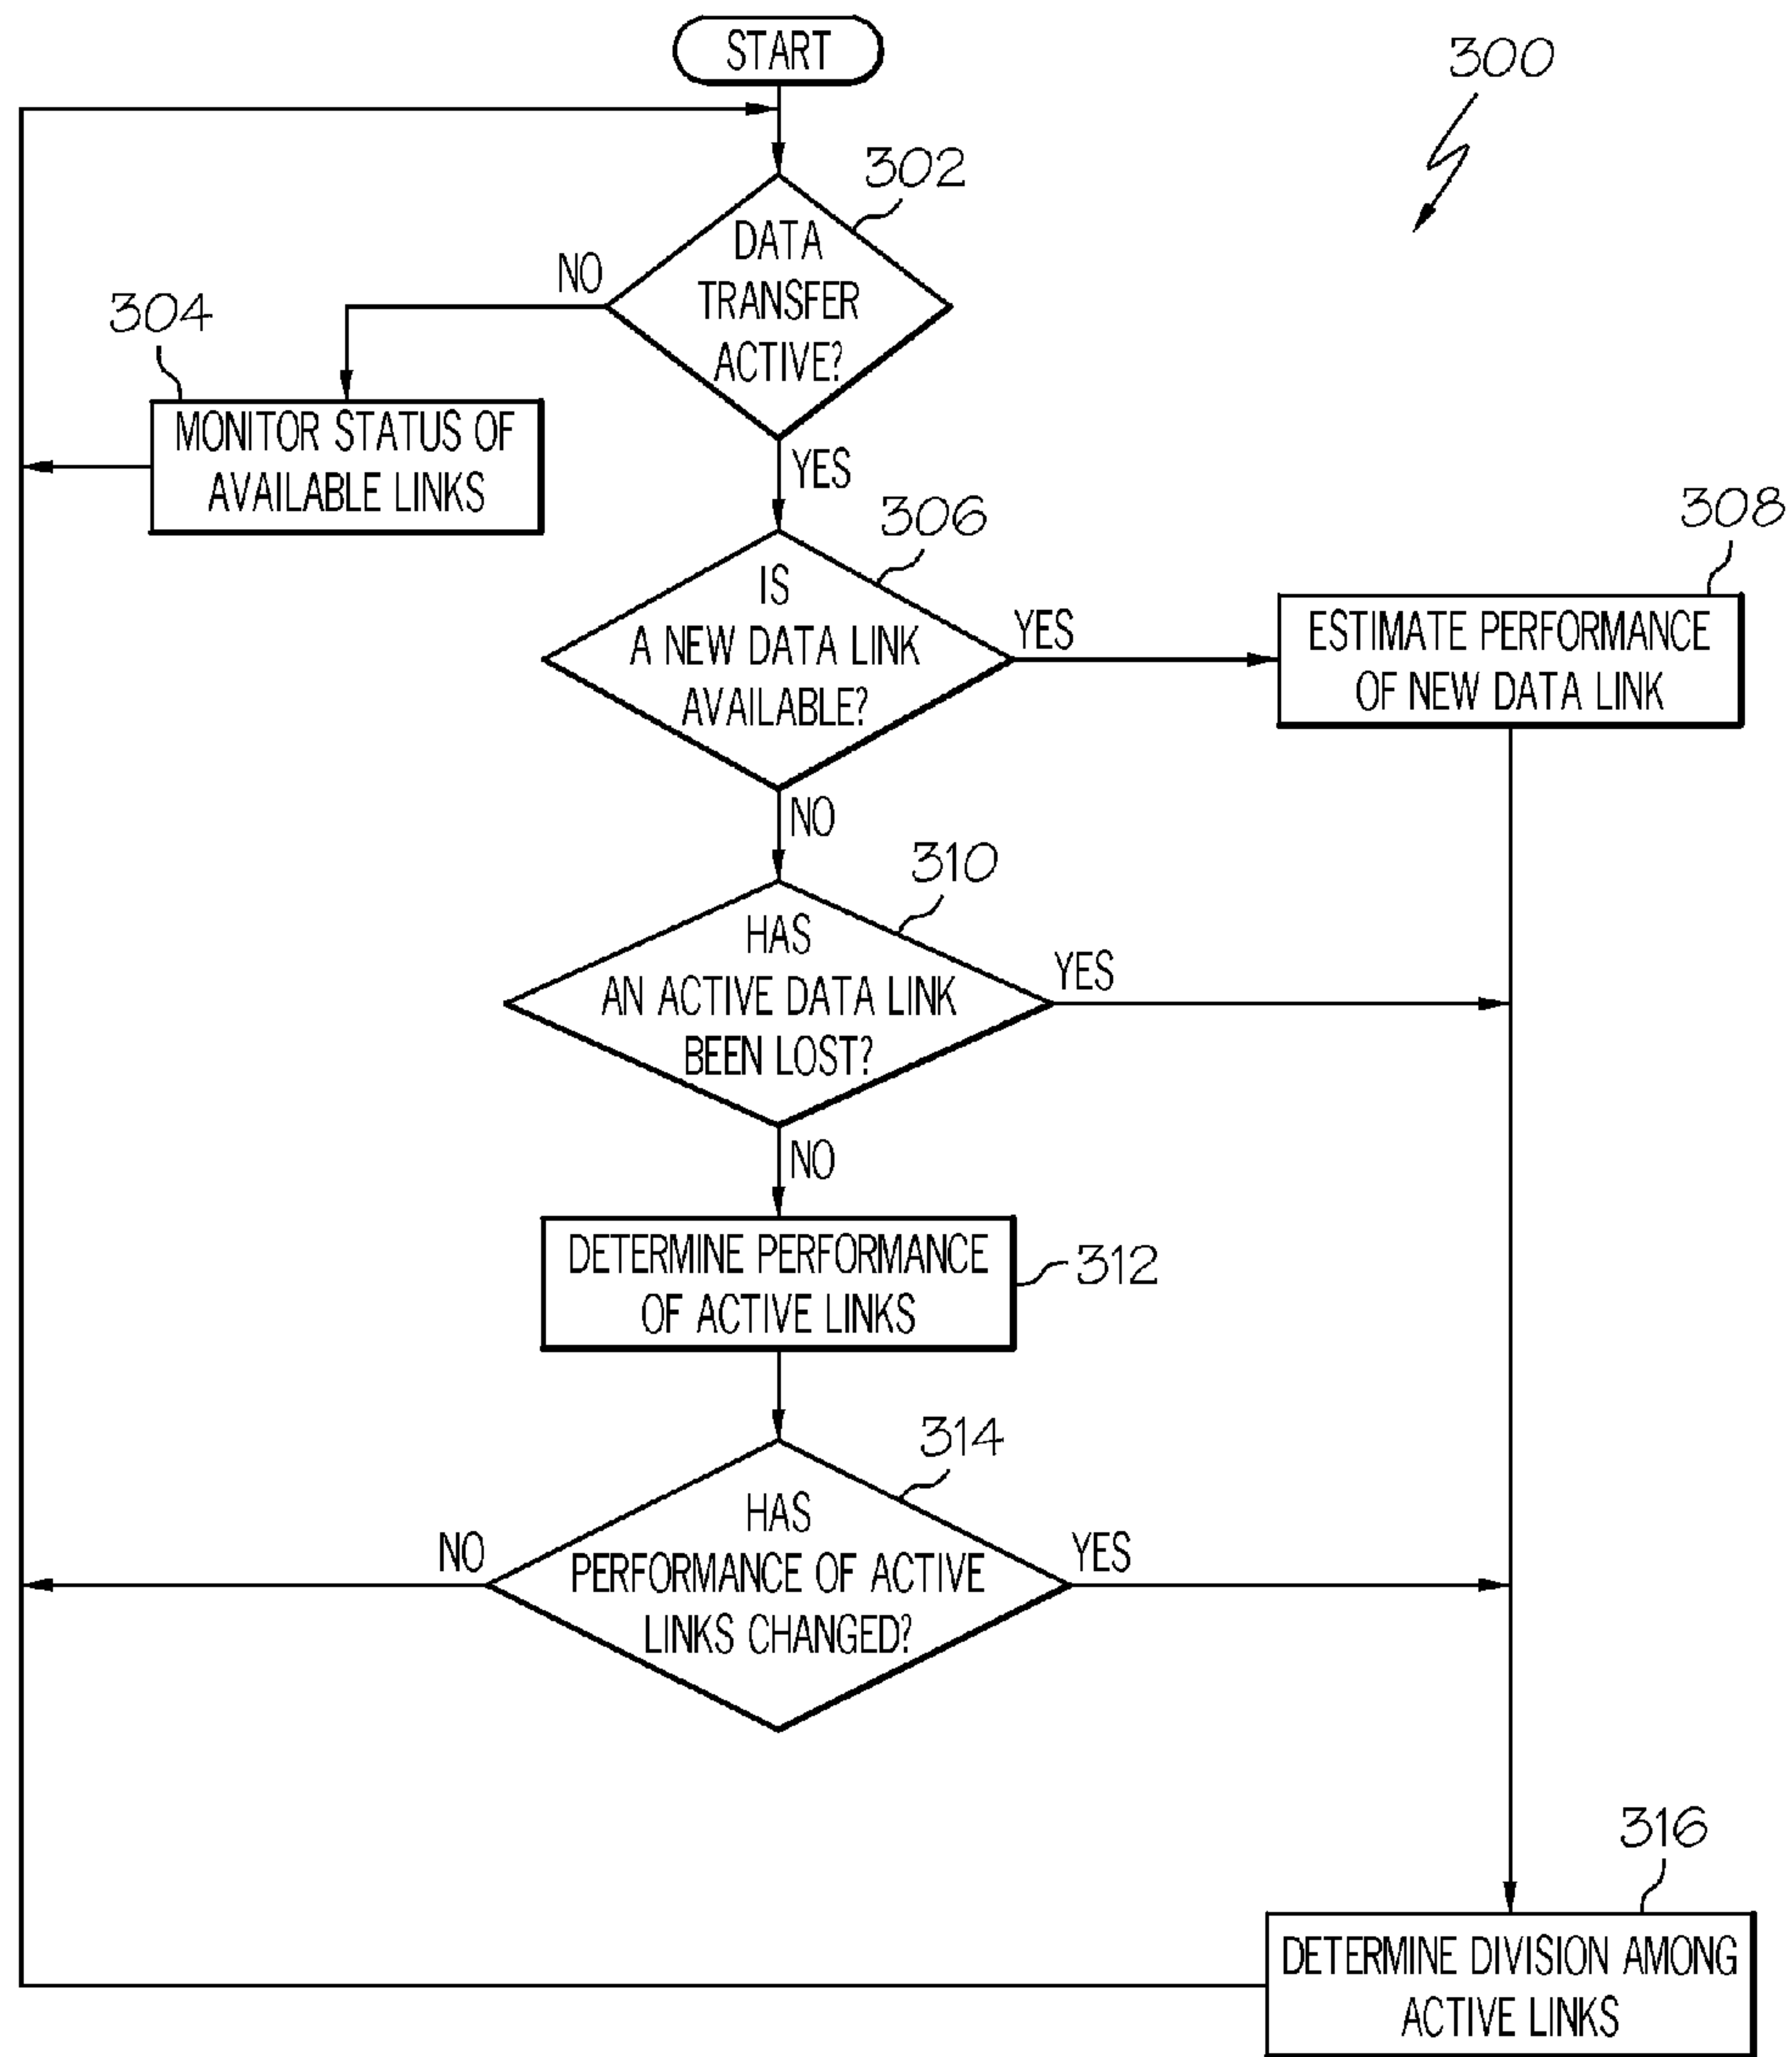 START
300
302
DATA
TRANSFER
ACTIVE?
NO
304
MONITOR STATUS OF
AVAILABLE LINKS
YES
306
IS
A NEW DATA LINK
AVAILABLE?
YES
308
ESTIMATE PERFORMANCE
OF NEW DATA LINK
NO
310
HAS
AN ACTIVE DATA LINK
BEEN LOST?
YES
NO
DETERMINE PERFORMANCE
OF ACTIVE LINKS
312
314
HAS
PERFORMANCE OF ACTIVE
LINKS CHANGED?
NO
YES
316
DETERMINE DIVISION AMONG
ACTIVE LINKS